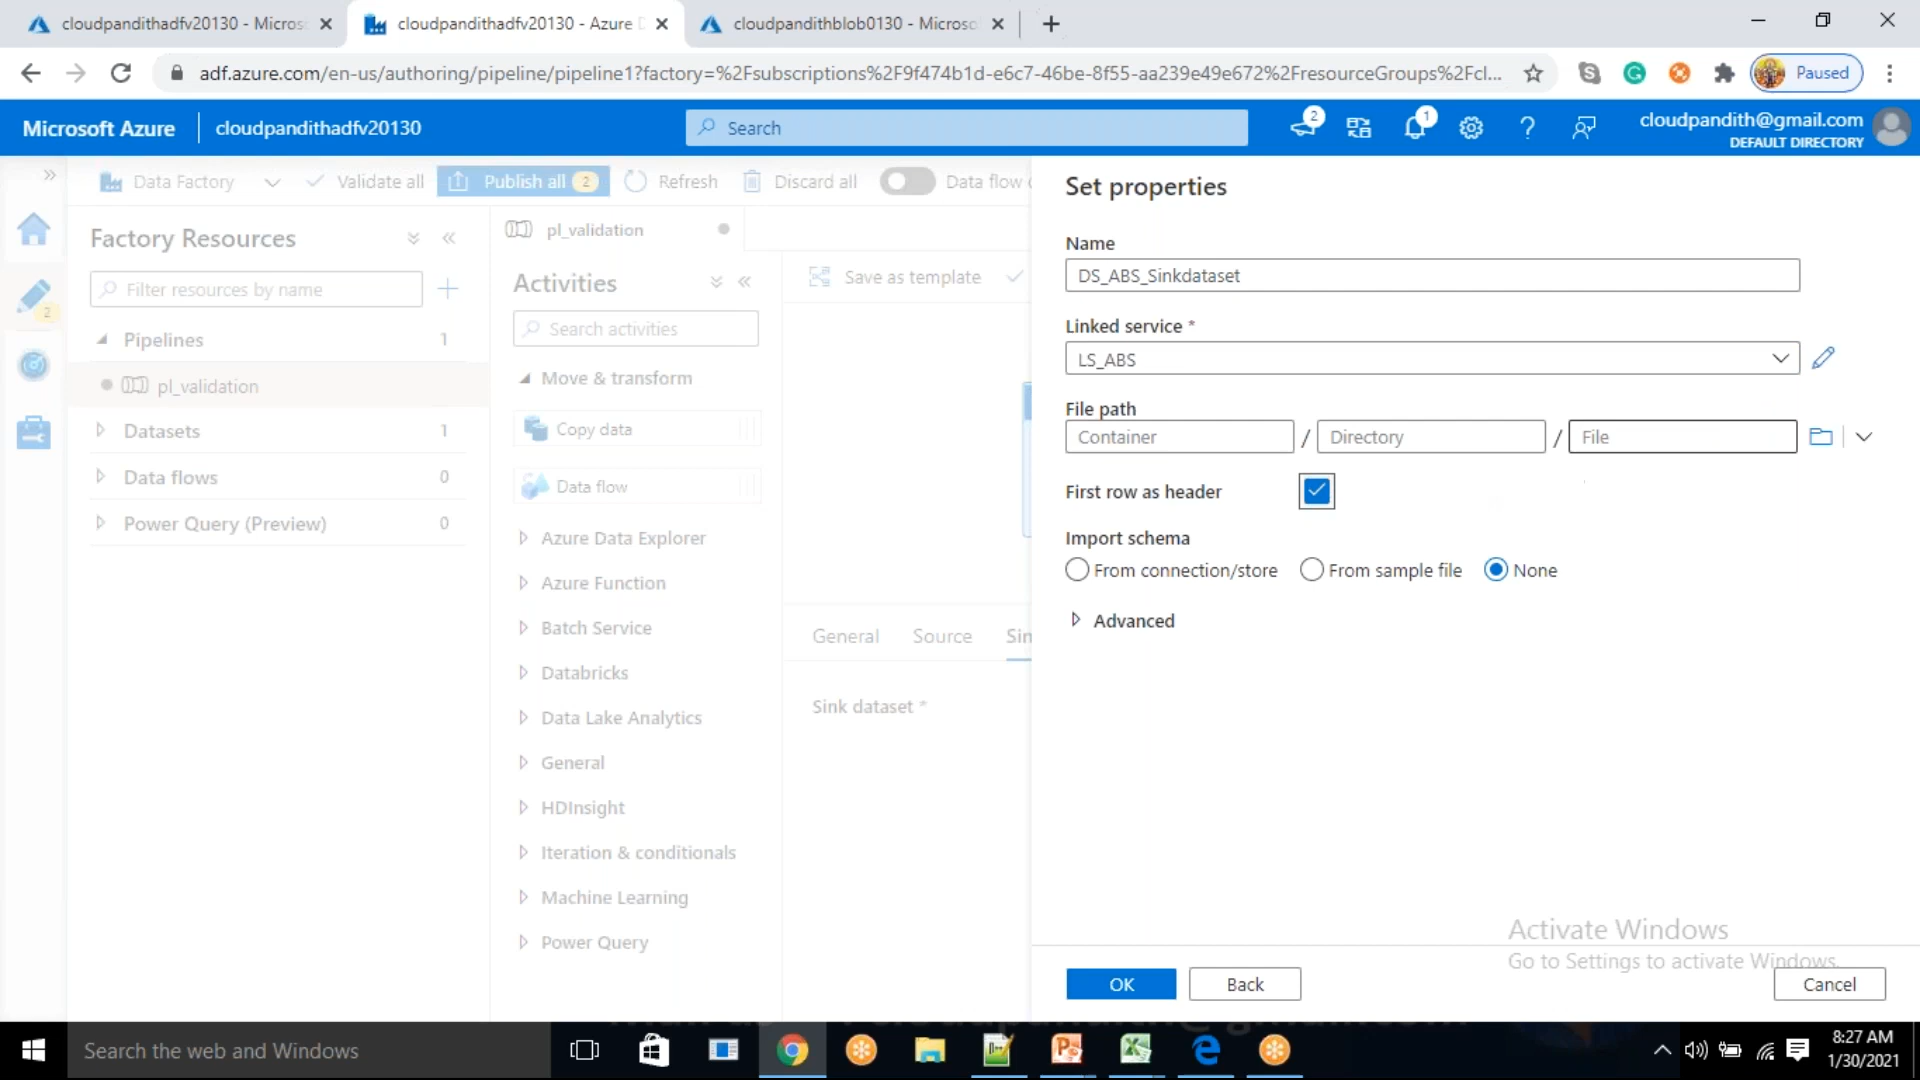 cloudpandithadfv20130 - Micros
cloudpandithadfv20130 - Azure D
cloudpandithblob0130 - Microso
adf.azure.com/en-us/authoring/pipeline/pipeline1?factory=%2Fsubscriptions%2F9f474b1d-e6c7-46be-8f55-aa239e49e672%2FresourceGroups%2Fcl...
Paused
Microsoft Azure
cloudpandithadfv20130
Search
2
1
cloudpandith@gmail.com
DEFAULT DIRECTORY
Data Factory
Validate all
Publish all 2
Refresh
Discard all
Data flow
Factory Resources
Filter resources by name
2
Pipelines 1
pl_validation
Datasets 1
Data flows 0
Power Query (Preview) 0
pl_validation
Activities
Search activities
Move & transform
Copy data
Data flow
Azure Data Explorer
Azure Function
Batch Service
Databricks
Data Lake Analytics
General
HDInsight
Iteration & conditionals
Machine Learning
Power Query
Save as template
General
Source
Sin
Sink dataset *
Set properties
Name
DS_ABS_Sinkdataset
Linked service *
LS_ABS
File path
Container / Directory / File
First row as header
Import schema
From connection/store
From sample file
None
Advanced
Activate Windows
Go to Settings to activate Windows.
OK
Back
Cancel
Search the web and Windows
8:27 AM
1/30/2021